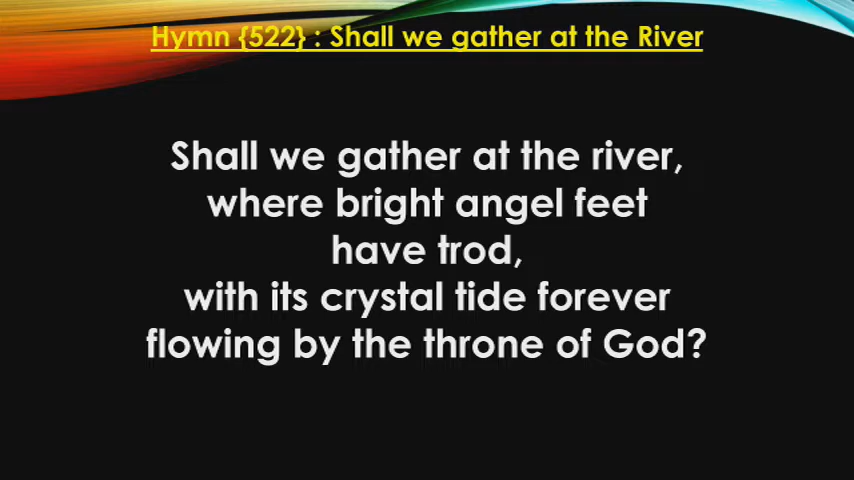 Hymn {522} : Shall we gather at the River
Shall we gather at the river,
where bright angel feet
have trod,
with its crystal tide forever
flowing by the throne of God?